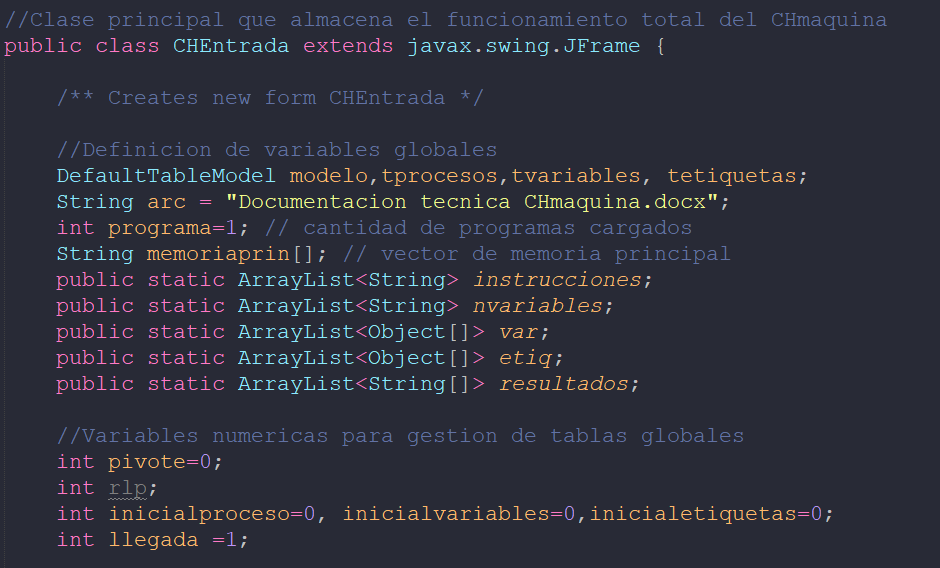 //Clase principal que almacena el funcionamiento total del CHmaquina
public class CHEntrada extends javax.swing.JFrame {
/** Creates new form CHEntrada */
//Definicion de variables globales
DefaultTableModel modelo,tprocesos,tvariables, tetiquetas;
String arc = "Documentacion tecnica CHmaquina.docx";
int programa=1; // cantidad de programas cargados
String memoriaprin[]; // vector de memoria principal
public static ArrayList<String> instrucciones;
public static ArrayList<String> nvariables;
public static ArrayList<Object[]> var;
public static ArrayList<Object[]> etiq;
public static ArrayList<String[]> resultados;
//Variables numericas para gestion de tablas globales
int pivote=0;
int rlp;
int inicialproceso=0, inicialvariables=0,inicialetiquetas=0;
int llegada =1;